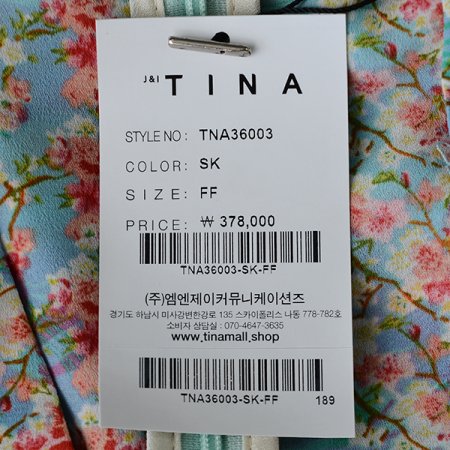 J&I TINA
STYLE NO : TNA36003
COLOR: SK
SIZE: FF
PRICE: ₩ 378,000
TNA36003-SK-FF
(주)엠엔제이커뮤니케이션즈
경기도 하남시 미사강변한강로 135 스카이폴리스 나동 778-782호
소비자 상담실 : 070-4647-3635
www.tinamall.shop
TNA36003-SK-FF 189